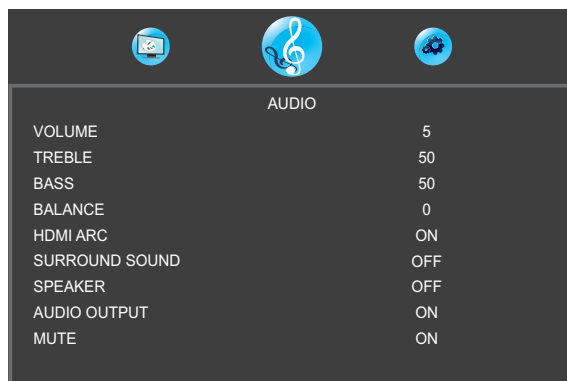 AUDIO
VOLUME 5
TREBLE 50
BASS 50
BALANCE 0
HDMI ARC ON
SURROUND SOUND OFF
SPEAKER OFF
AUDIO OUTPUT ON
MUTE ON